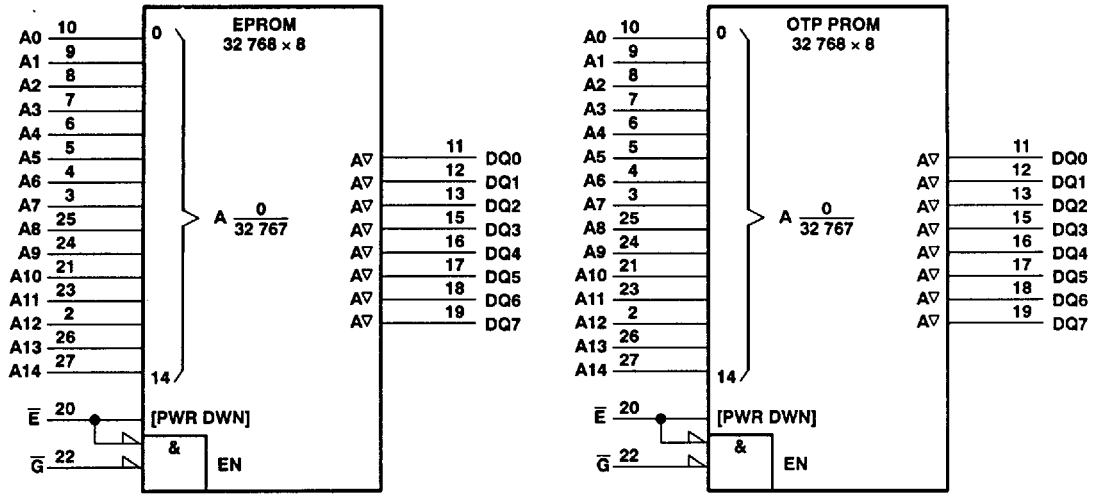 EPROM
32 768 × 8
A0 10
A1 9
A2 8
A3 7
A4 6
A5 5
A6 4
A7 3
A8 25
A9 24
A10 21
A11 23
A12 2
A13 26
A14 27
0
14
A 0
32 767
A▽ 11 DQ0
A▽ 12 DQ1
A▽ 13 DQ2
A▽ 15 DQ3
A▽ 16 DQ4
A▽ 17 DQ5
A▽ 18 DQ6
A▽ 19 DQ7
E̅ 20 [PWR DWN]
&
G̅ 22 EN
OTP PROM
32 768 × 8
A0 10
A1 9
A2 8
A3 7
A4 6
A5 5
A6 4
A7 3
A8 25
A9 24
A10 21
A11 23
A12 2
A13 26
A14 27
0
14
A 0
32 767
A▽ 11 DQ0
A▽ 12 DQ1
A▽ 13 DQ2
A▽ 15 DQ3
A▽ 16 DQ4
A▽ 17 DQ5
A▽ 18 DQ6
A▽ 19 DQ7
E̅ 20 [PWR DWN]
&
G̅ 22 EN